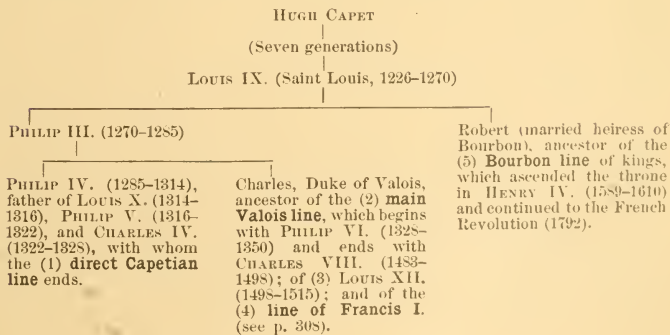 HUGH CAPET
(Seven generations)
LOUIS IX. (Saint Louis, 1226–1270)
PHILIP III. (1270–1285)
PHILIP IV. (1285–1314),
father of LOUIS X. (1314–
1316), PHILIP V. (1316–
1322), and CHARLES IV.
(1322–1328), with whom
the (1) direct Capetian
line ends.
Charles, Duke of Valois,
ancestor of the (2) main
Valois line, which begins
with PHILIP VI. (1328–
1350) and ends with
CHARLES VIII. (1483–
1498); of (3) LOUIS XII.
(1498–1515); and of the
(4) line of Francis I.
(see p. 308).
Robert (married heiress of
Bourbon), ancestor of the
(5) Bourbon line of kings,
which ascended the throne
in HENRY IV. (1589–1610)
and continued to the French
Revolution (1792).